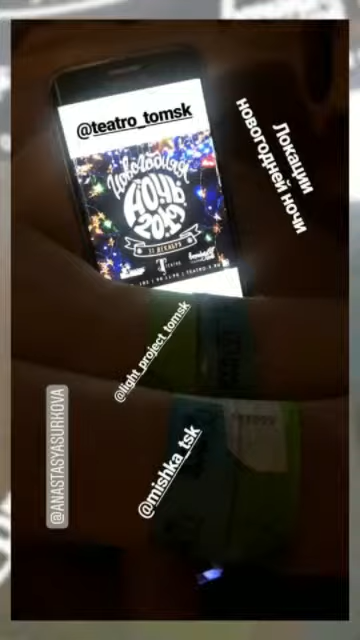 @teatro_tomsk
Локации
новогодней ночи
Новогодняя
НОЧЬ
2019
31 ДЕКАБРЯ
@light_project_tomsk
@ANASTASYASURKOVA
@mishka_tsk